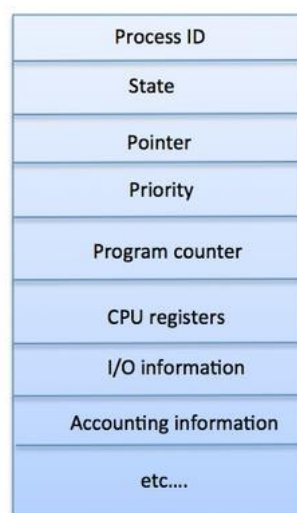 Process ID
State
Pointer
Priority
Program counter
CPU registers
I/O information
Accounting information
etc....